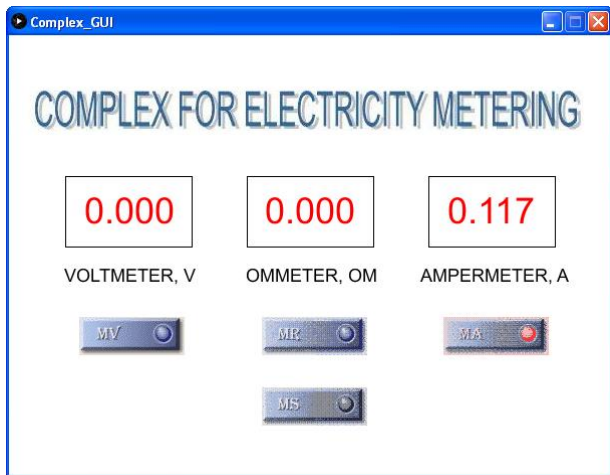 Complex_GUI
COMPLEX FOR ELECTRICITY METERING
0.000 0.000 0.117
VOLTMETER, V OMMETER, OM AMPERMETER, A
MV MR MA
MS